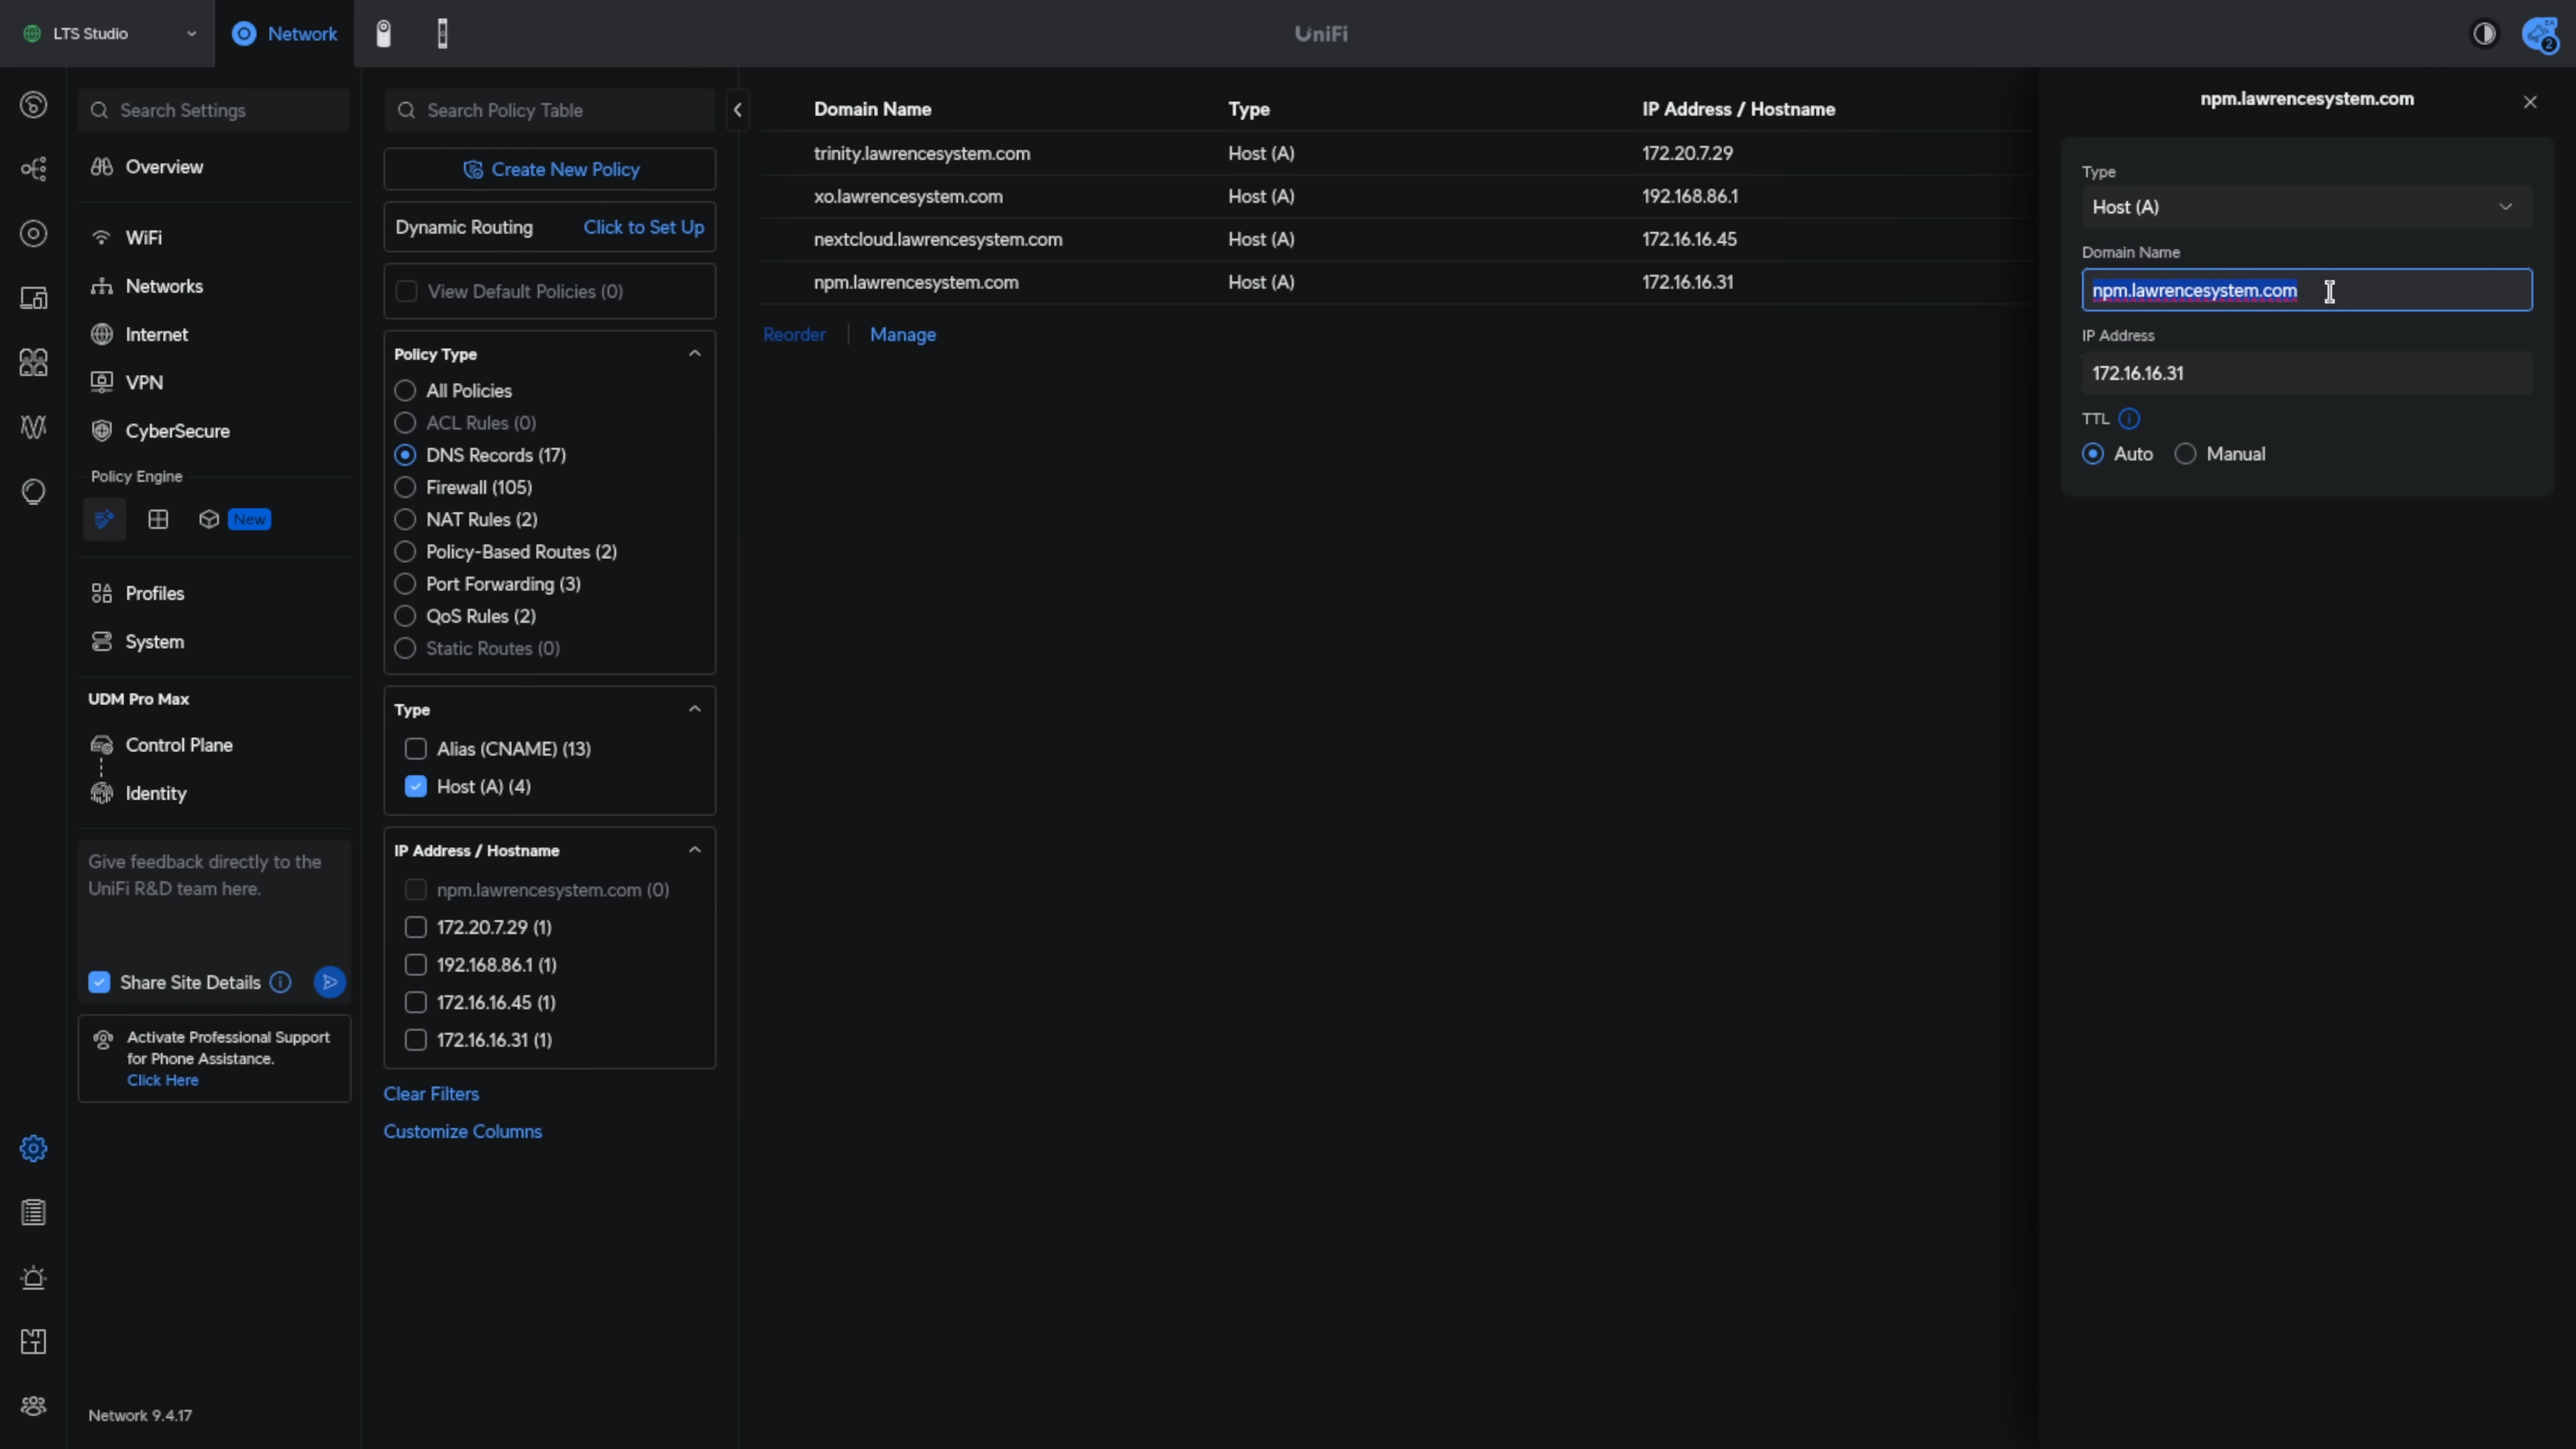 LTS Studio
Network
UniFi
EA
2
Search Settings
Overview
WiFi
Networks
Internet
VPN
CyberSecure
Policy Engine
New
Profiles
System
UDM Pro Max
Control Plane
Identity
Give feedback directly to the
UniFi R&D team here.
Share Site Details
Activate Professional Support
for Phone Assistance.
Click Here
Network 9.4.17
Search Policy Table
Create New Policy
Dynamic Routing Click to Set Up
View Default Policies (0)
Policy Type
All Policies
ACL Rules (0)
DNS Records (17)
Firewall (105)
NAT Rules (2)
Policy-Based Routes (2)
Port Forwarding (3)
QoS Rules (2)
Static Routes (0)
Type
Alias (CNAME) (13)
Host (A) (4)
IP Address / Hostname
npm.lawrencesystem.com (0)
172.20.7.29 (1)
192.168.86.1 (1)
172.16.16.45 (1)
172.16.16.31 (1)
Clear Filters
Customize Columns
Domain Name Type IP Address / Hostname
trinity.lawrencesystem.com Host (A) 172.20.7.29
xo.lawrencesystem.com Host (A) 192.168.86.1
nextcloud.lawrencesystem.com Host (A) 172.16.16.45
npm.lawrencesystem.com Host (A) 172.16.16.31
Reorder Manage
npm.lawrencesystem.com
Type
Host (A)
Domain Name
npm.lawrencesystem.com
IP Address
172.16.16.31
TTL
Auto Manual